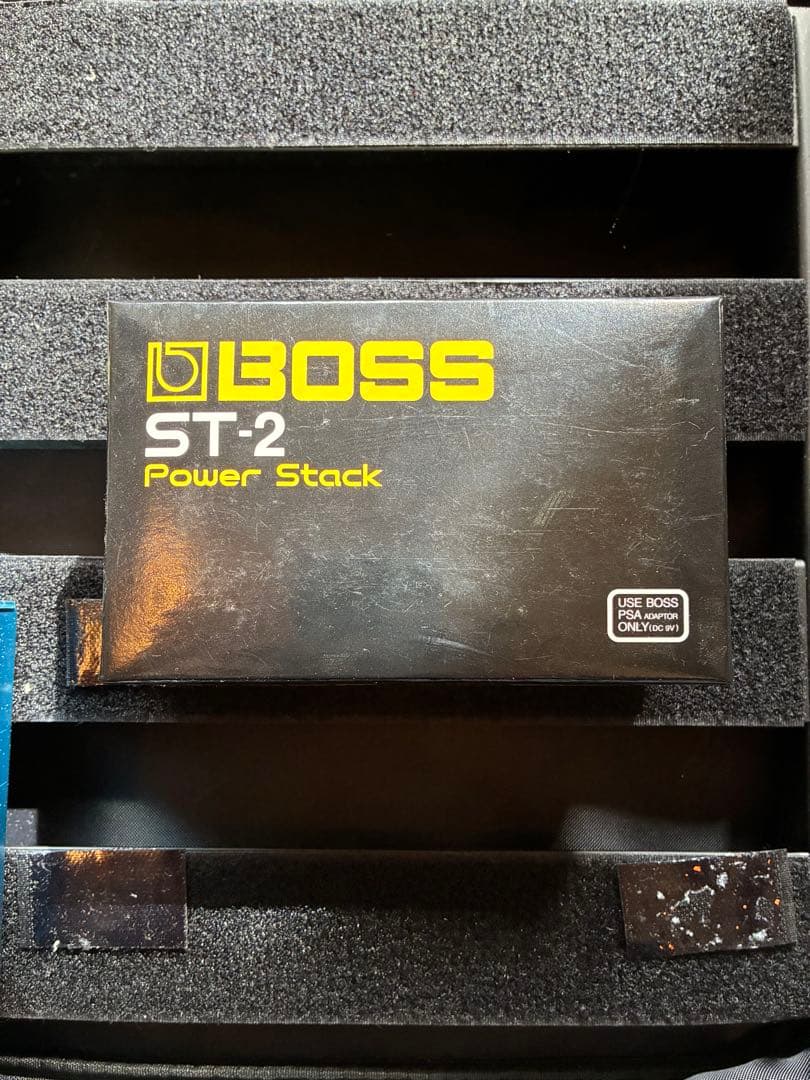 BOSS
ST-2
Power Stack
USE BOSS
PSA ADAPTOR
ONLY(DC 9V)